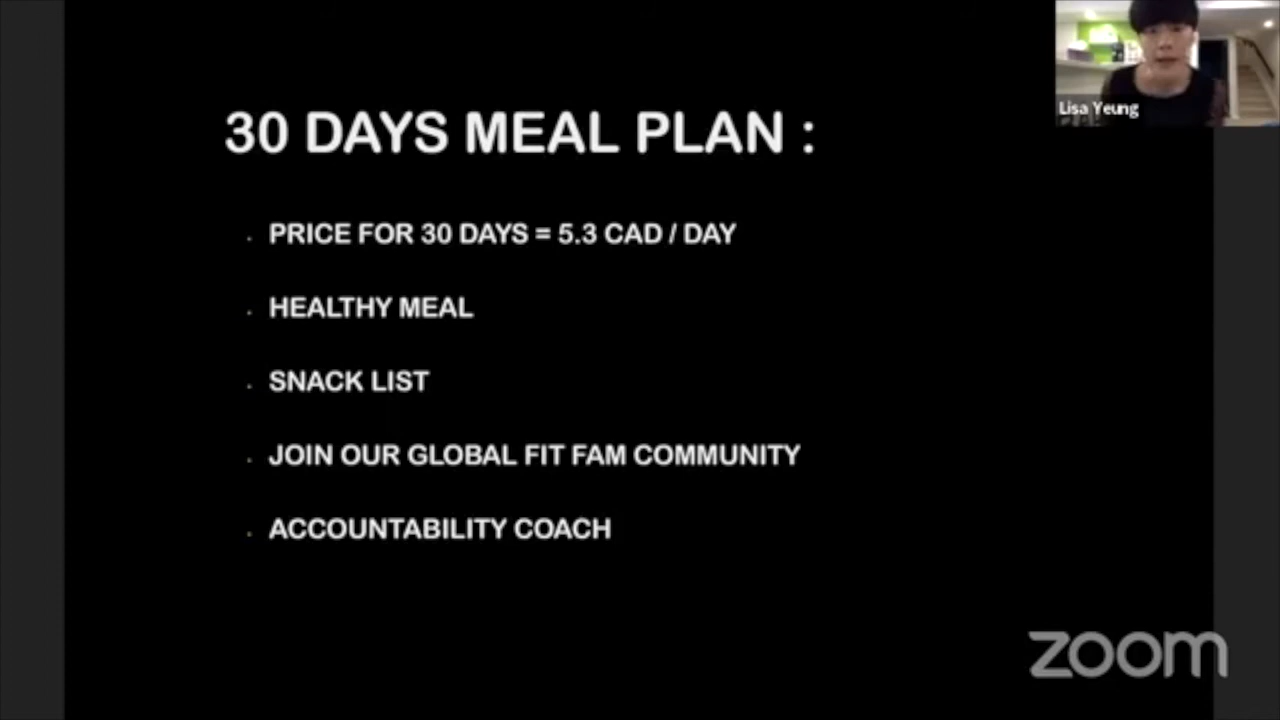 Lisa Yeung
30 DAYS MEAL PLAN :
PRICE FOR 30 DAYS = 5.3 CAD / DAY
HEALTHY MEAL
SNACK LIST
JOIN OUR GLOBAL FIT FAM COMMUNITY
ACCOUNTABILITY COACH
zoom